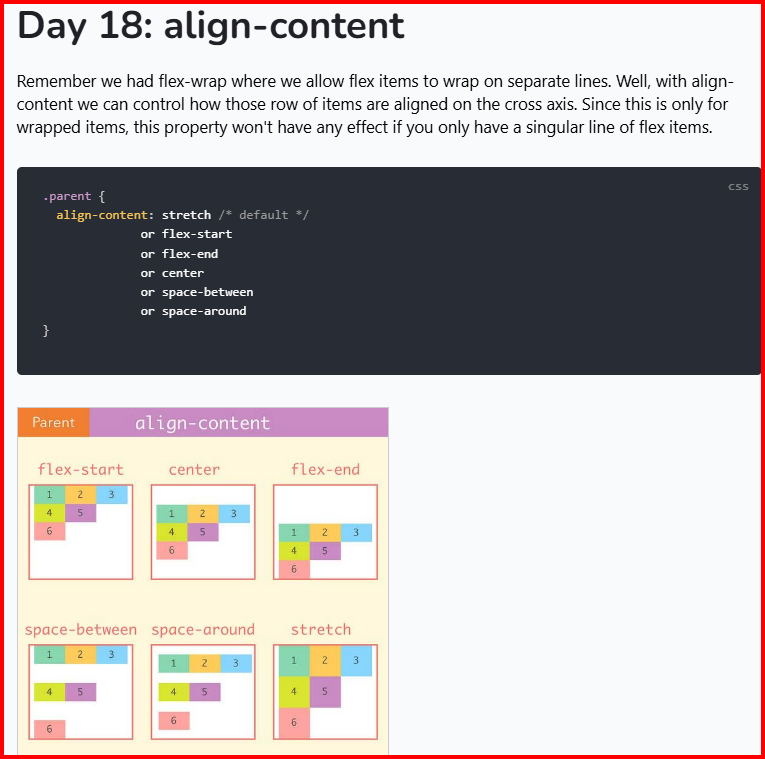 Day 18: align-content
Remember we had flex-wrap where we allow flex items to wrap on separate lines. Well, with align-
content we can control how those row of items are aligned on the cross axis. Since this is only for
wrapped items, this property won't have any effect if you only have a singular line of flex items.
css
.parent {
  align-content: stretch /* default */
             or flex-start
             or flex-end
             or center
             or space-between
             or space-around
}
Parent align-content
flex-start center flex-end
1 2 3
4 5
6
1 2 3
4 5
6
1 2 3
4 5
6
space-between space-around stretch
1 2 3
4 5
6
1 2 3
4 5
6
1 2 3
4 5
6